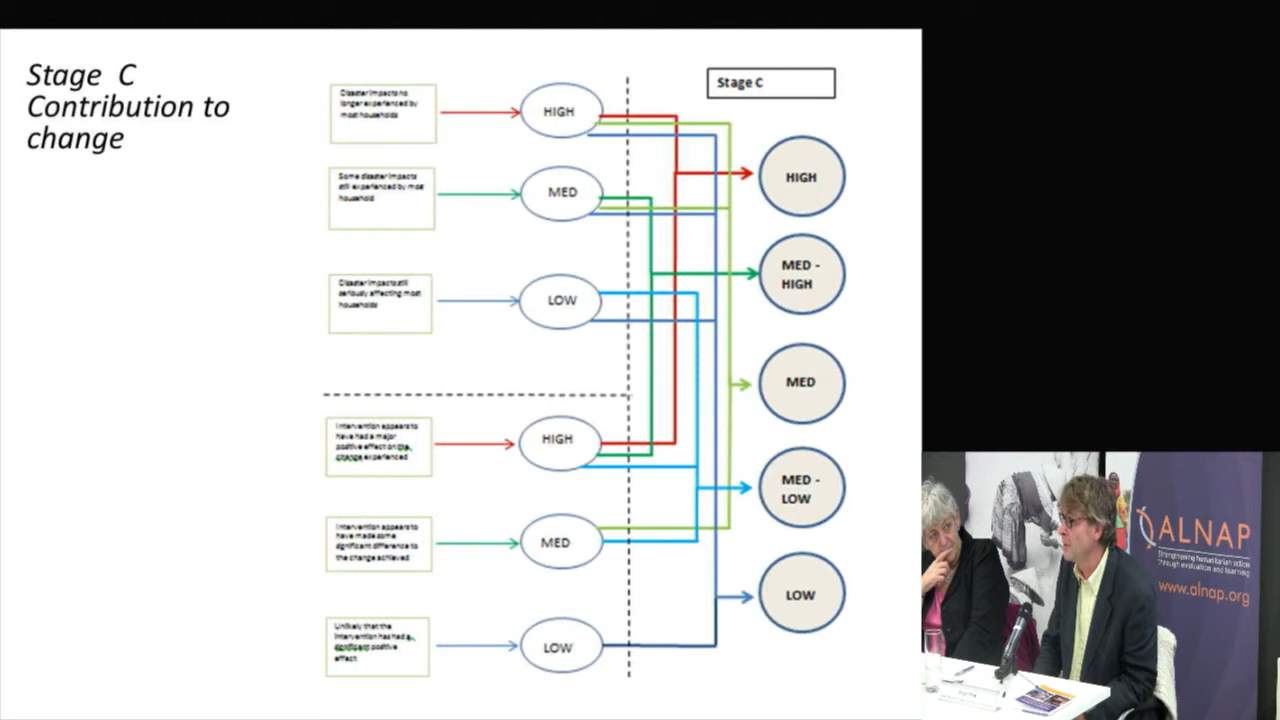 Stage C
Contribution to
change
Stage C
Disaster impacts no
longer experienced by
most households
HIGH
Some disaster impacts
still experienced by most
household
MED
Disaster impacts still
seriously affecting most
households
LOW
Intervention appears to
have had a major
positive effect on the
change experienced
HIGH
Intervention appears to
have made some
significant difference to
the change achieved
MED
Unlikely that the
intervention has had a
significant positive
effect
LOW
HIGH
MED -
HIGH
MED
MED -
LOW
LOW
ALNAP
Strengthening humanitarian action
through evaluation and learning
www.alnap.org